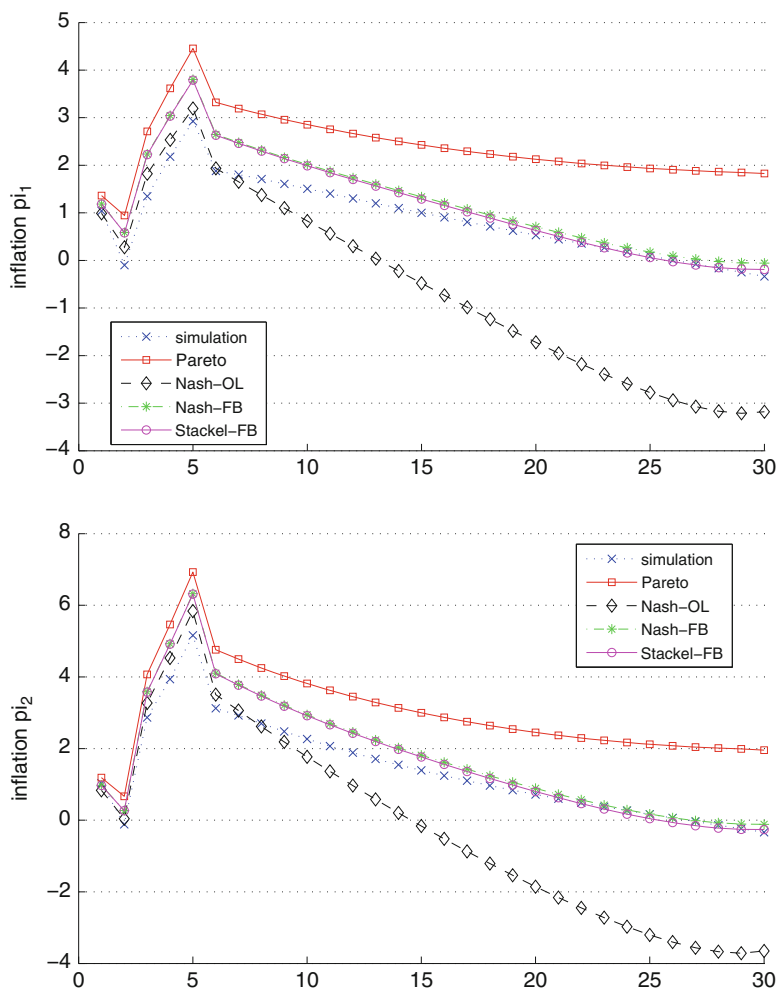 5
4
3
2
1
0
−1
−2
−3
−4
inflation pi1
simulation
Pareto
Nash−OL
Nash−FB
Stackel−FB
0 5 10 15 20 25 30
8
6
4
2
0
−2
−4
inflation pi2
simulation
Pareto
Nash−OL
Nash−FB
Stackel−FB
0 5 10 15 20 25 30